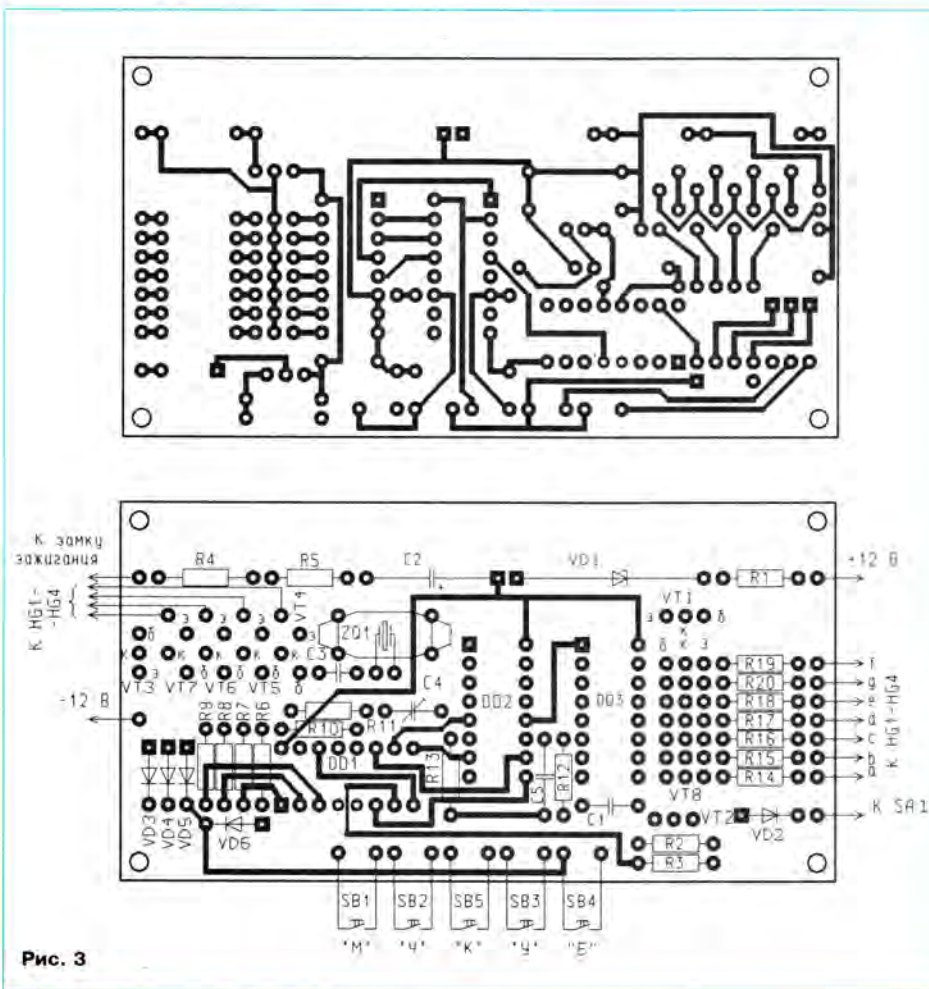 К замку
зажигания
R4
R5
C2
+
VD1
R1
-12 В
К HG1-
-HG4
VT4
ZQ1
C3
VT1
э
к
б
VT3
VT7
VT6
VT5
C4
б
к
э
R19
f
R20
g
R18
e
R17
d
R16
c
R15
b
R14
a
К HG1-HG4
-12 В
R9
R8
R7
R6
R10
R11
DD1
DD2
DD3
R13
C5
R12
C1
VT8
VT2
VD2
К SA1
VD3
VD4
VD5
VD6
R2
R3
SB1
SB2
SB5
SB3
SB4
"М"
"Ч"
"К"
"У"
"Б"
Рис. 3